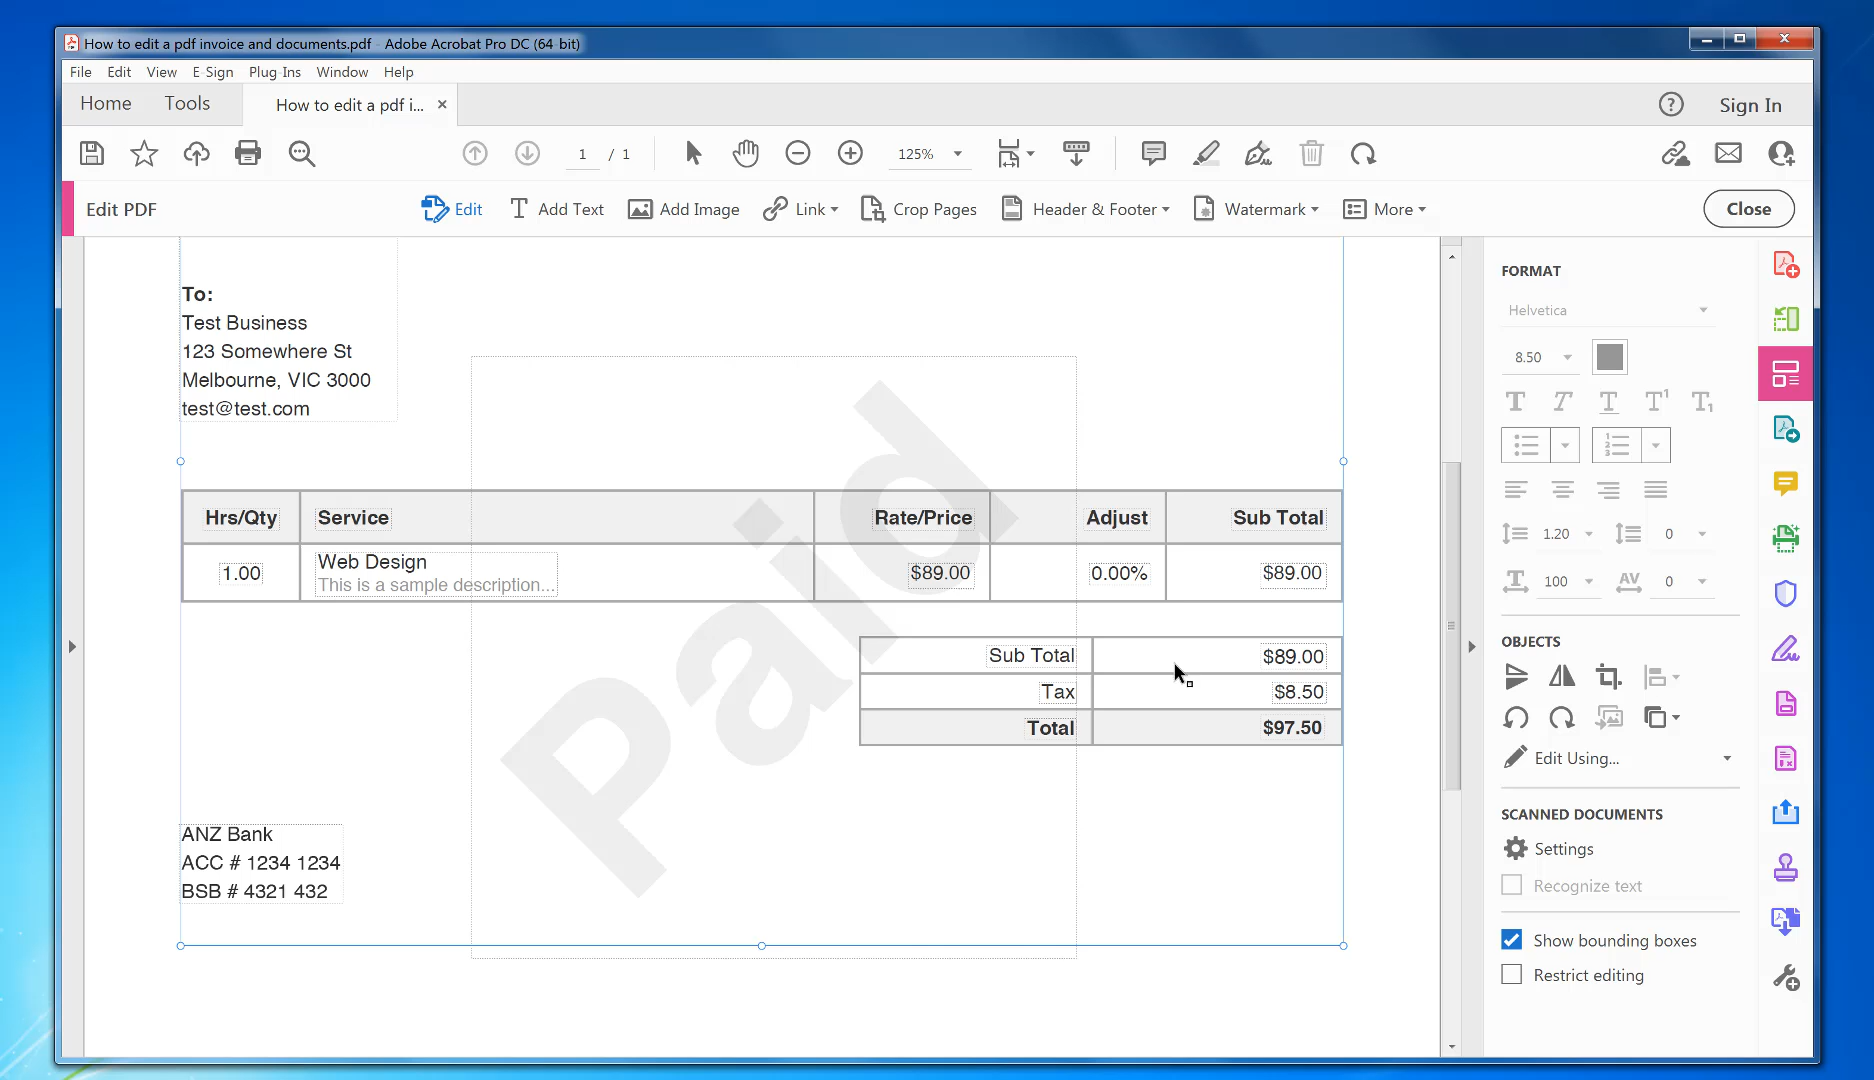 How to edit a pdf invoice and documents.pdf - Adobe Acrobat Pro DC (64-bit)
File Edit View E-Sign Plug-Ins Window Help
Home Tools How to edit a pdf i... Sign In
1 / 1 125%
Edit PDF Edit Add Text Add Image Link Crop Pages Header & Footer Watermark More Close
To:
Test Business
123 Somewhere St
Melbourne, VIC 3000
test@test.com
Hrs/Qty Service Rate/Price Adjust Sub Total
1.00 Web Design $89.00 0.00% $89.00
This is a sample description...
Paid
Sub Total $89.00
Tax $8.50
Total $97.50
ANZ Bank
ACC # 1234 1234
BSB # 4321 432
FORMAT
Helvetica
8.50
1.20 0
100 0
OBJECTS
Edit Using...
SCANNED DOCUMENTS
Settings
Recognize text
Show bounding boxes
Restrict editing